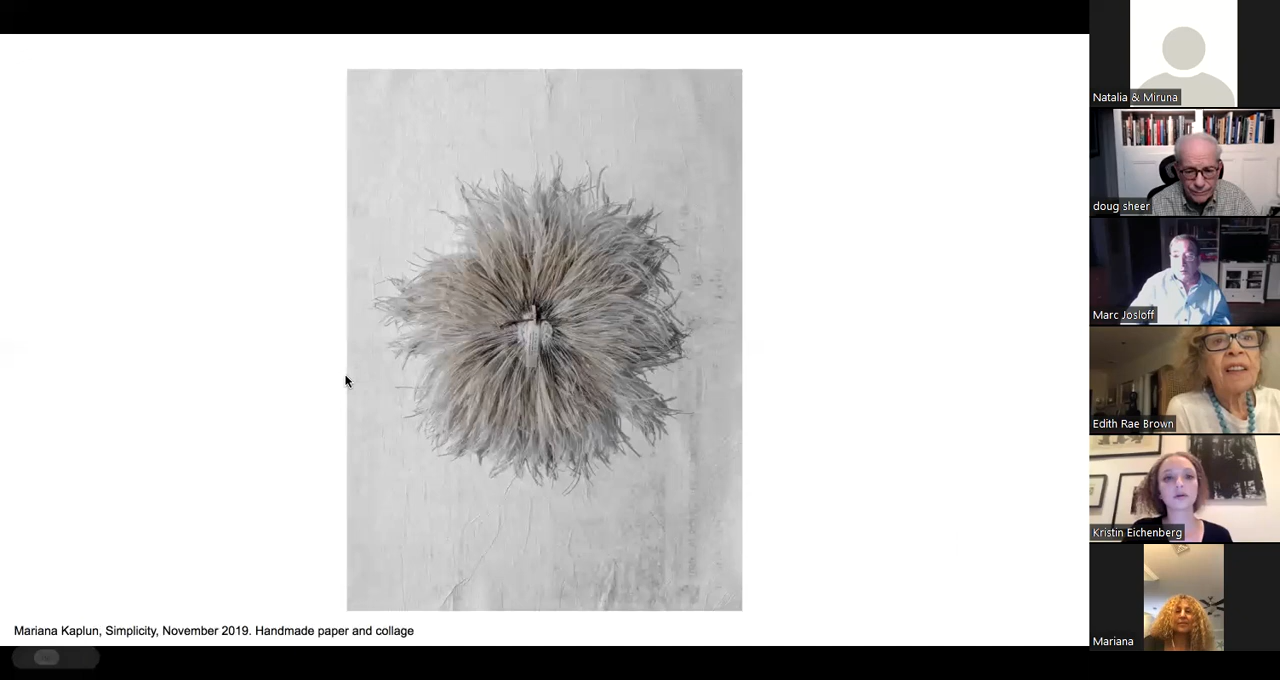 Natalia & Miruna
doug sheer
Marc Josloff
Edith Rae Brown
Kristin Eichenberg
Mariana
Mariana Kaplun, Simplicity, November 2019. Handmade paper and collage